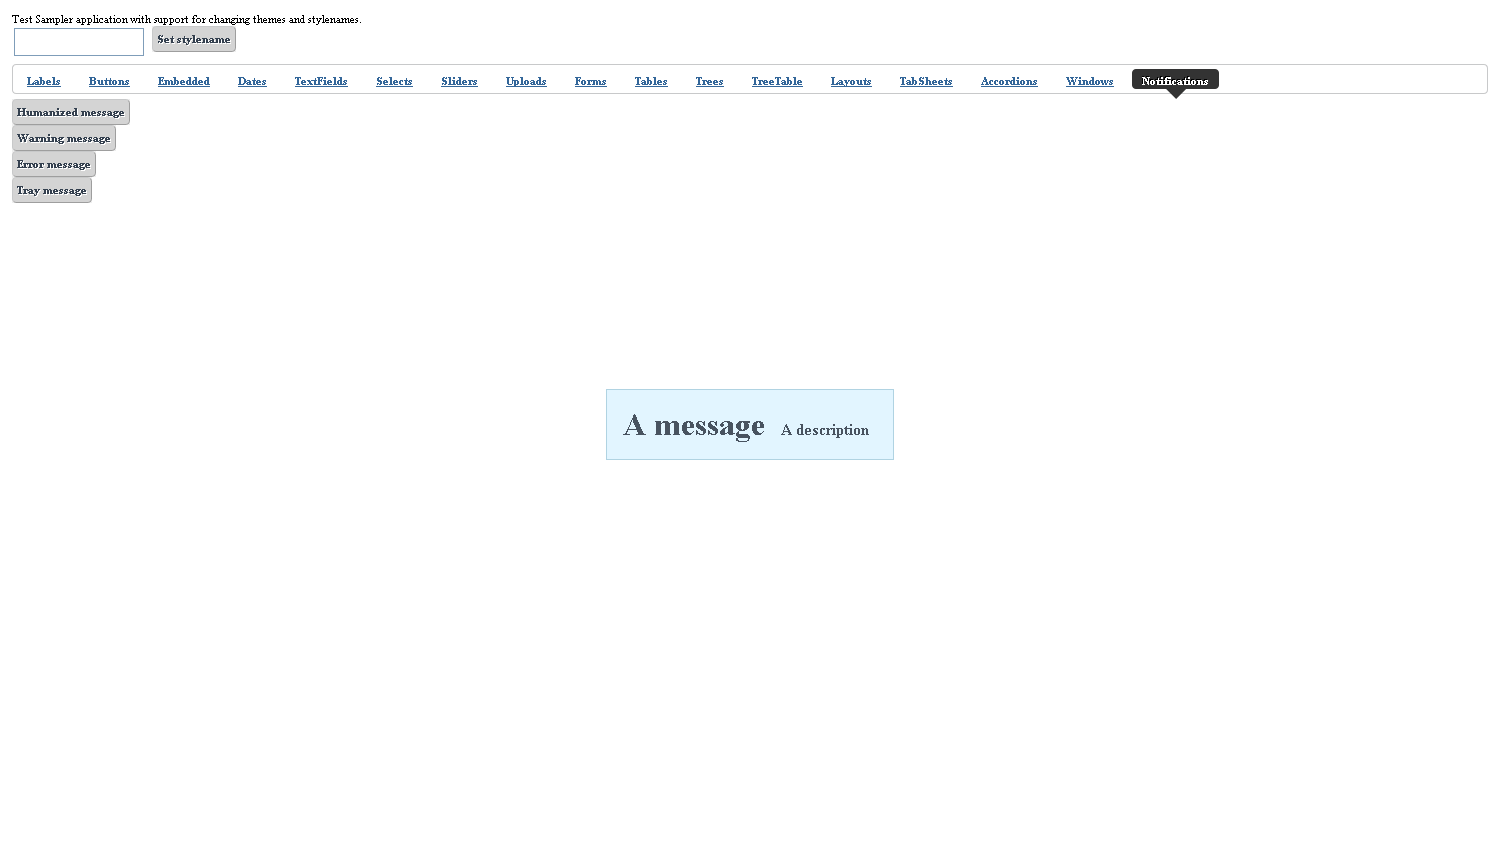 Test Sampler application with support for changing themes and stylenames.
Set stylename
Labels Buttons Embedded Dates TextFields Selects Sliders Uploads Forms Tables Trees TreeTable Layouts TabSheets Accordions Windows Notifications
Humanized message
Warning message
Error message
Tray message
A message A description